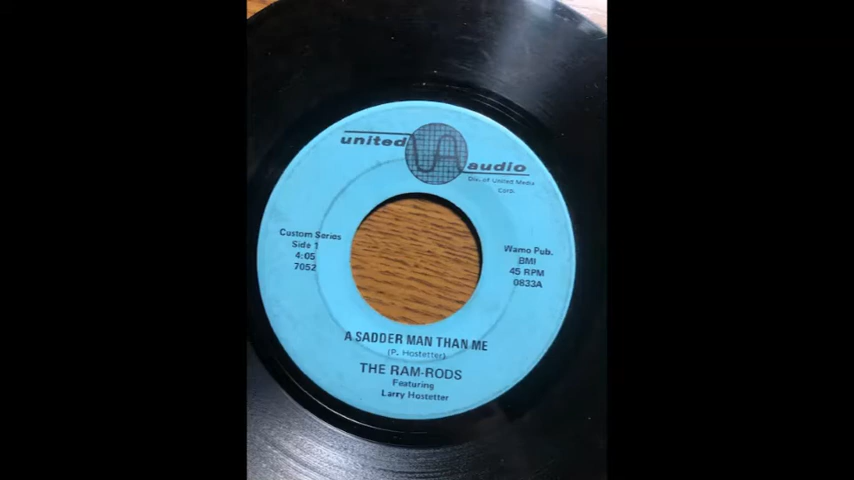 united
UA
audio
Div. of United Media
Corp.
Custom Series
Side 1
4:05
7052
Wamo Pub.
BMI
45 RPM
0833A
A SADDER MAN THAN ME
(P. Hostetter)
THE RAM-RODS
Featuring
Larry Hostetter